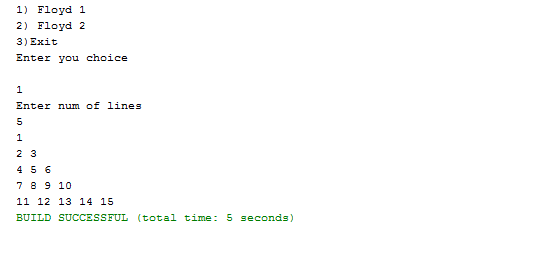 1) Floyd 1
2) Floyd 2
3)Exit
Enter you choice
1
Enter num of lines
5
1
2 3
4 5 6
7 8 9 10
11 12 13 14 15
BUILD SUCCESSFUL (total time: 5 seconds)